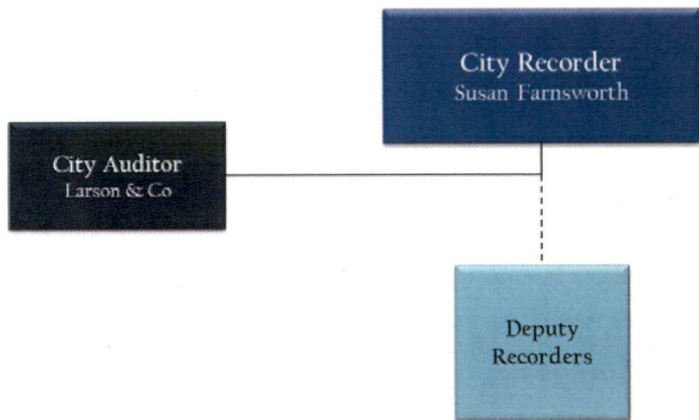 City Recorder
Susan Farnsworth
City Auditor
Larson & Co
Deputy
Recorders